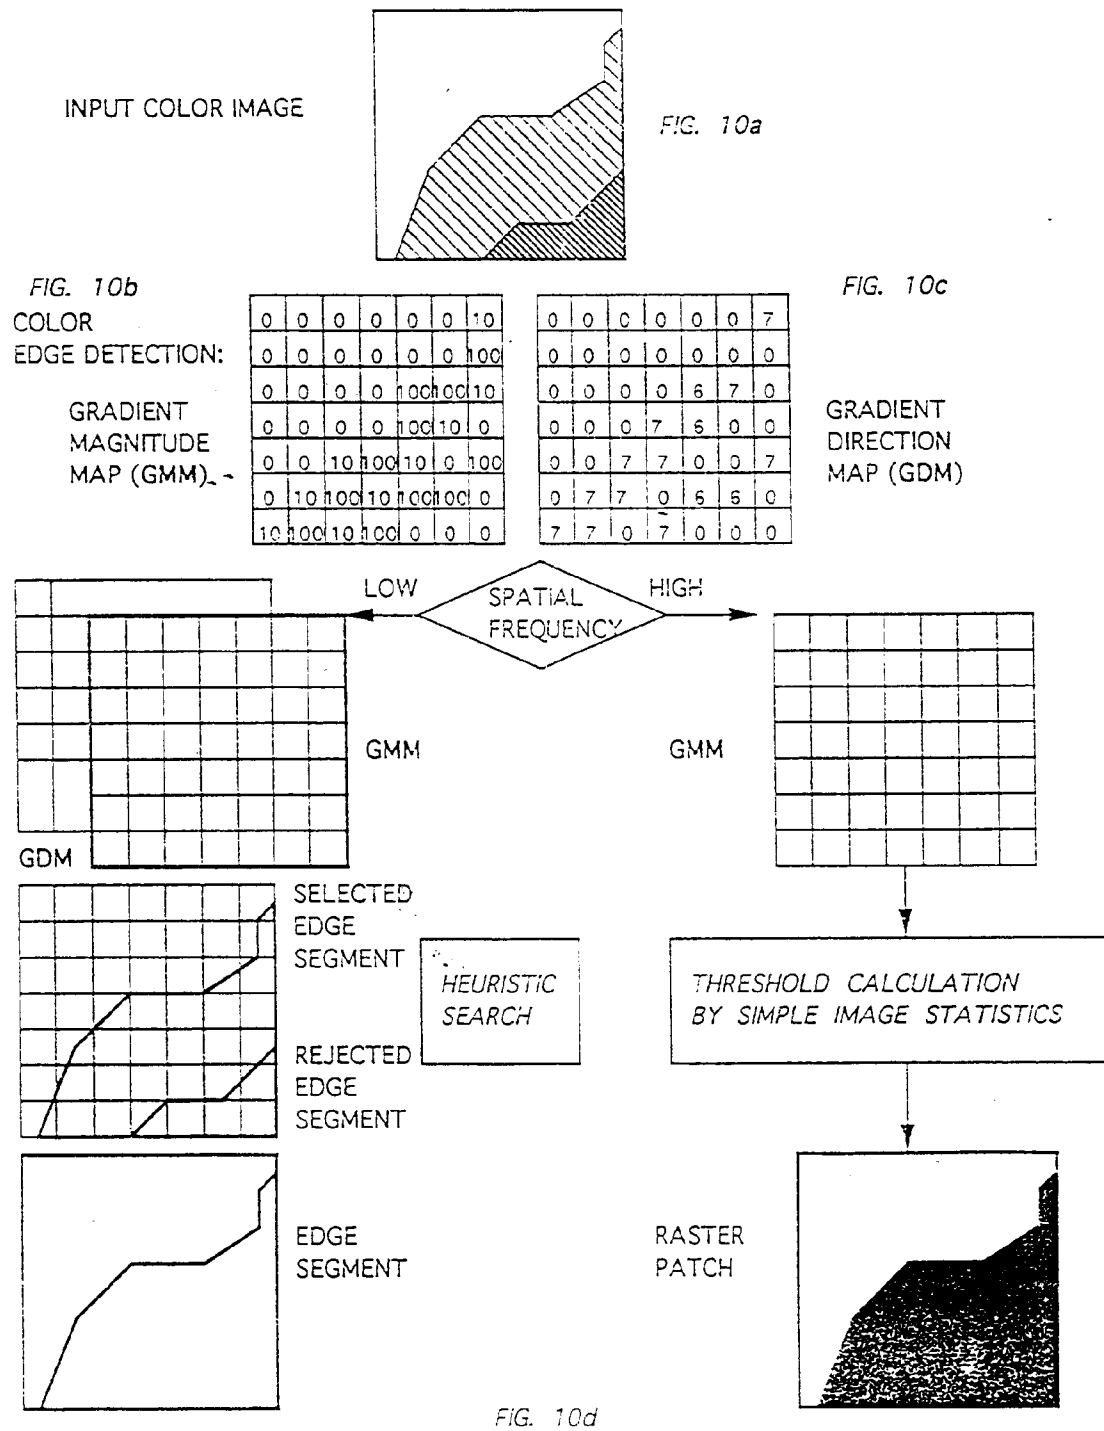 INPUT COLOR IMAGE
FIG. 10a
FIG. 10b
COLOR
EDGE DETECTION:
GRADIENT
MAGNITUDE
MAP (GMM)
0 0 0 0 0 0 10
0 0 0 0 0 0 100
0 0 0 0 100 100 10
0 0 0 0 100 10 0
0 0 10 100 10 0 100
0 10 100 10 100 100 0
10 100 10 100 0 0 0
FIG. 10c
0 0 0 0 0 0 7
0 0 0 0 0 0 0
0 0 0 0 6 7 0
0 0 0 7 6 0 0
0 0 7 7 0 0 7
0 7 7 0 6 6 0
7 7 0 7 0 0 0
GRADIENT
DIRECTION
MAP (GDM)
LOW
SPATIAL
FREQUENCY
HIGH
GMM
GMM
GDM
SELECTED
EDGE
SEGMENT
REJECTED
EDGE
SEGMENT
HEURISTIC
SEARCH
THRESHOLD CALCULATION
BY SIMPLE IMAGE STATISTICS
EDGE
SEGMENT
RASTER
PATCH
FIG. 10d